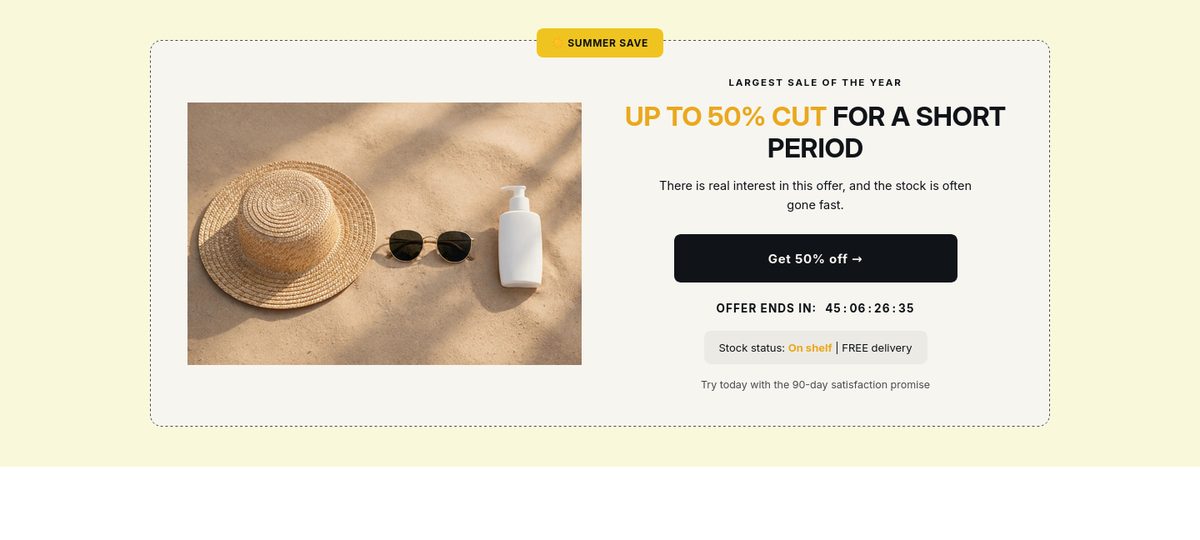 SUMMER SAVE
LARGEST SALE OF THE YEAR
UP TO 50% CUT FOR A SHORT
PERIOD
There is real interest in this offer, and the stock is often
gone fast.
Get 50% off →
OFFER ENDS IN: 45:06:26:35
Stock status: On shelf | FREE delivery
Try today with the 90-day satisfaction promise